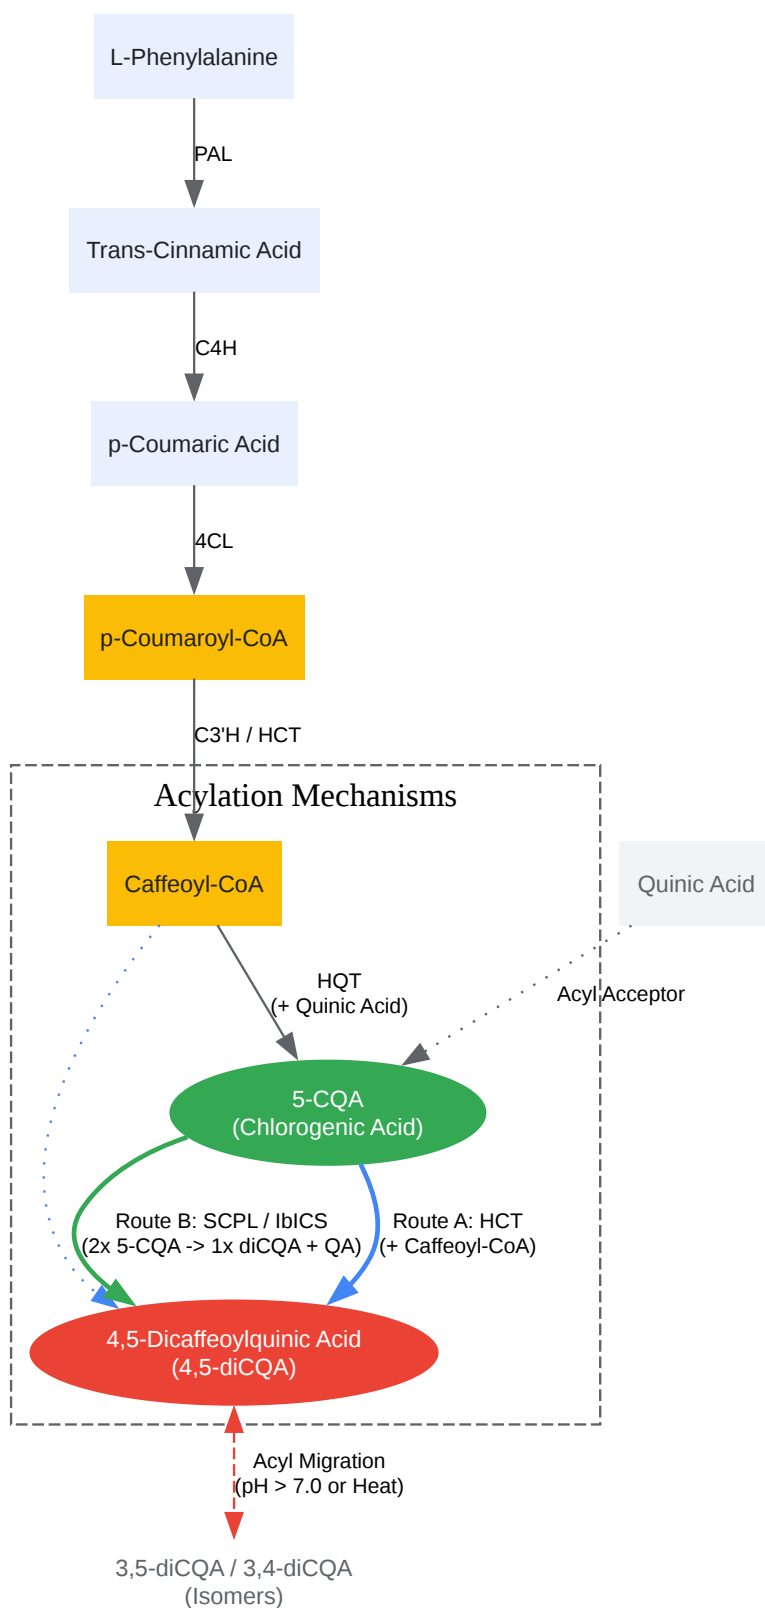 L-Phenylalanine
PAL
Trans-Cinnamic Acid
C4H
p-Coumaric Acid
4CL
p-Coumaroyl-CoA
C3'H / HCT
Acylation Mechanisms
Caffeoyl-CoA
Quinic Acid
HQT
(+ Quinic Acid)
Acyl Acceptor
5-CQA
(Chlorogenic Acid)
Route B: SCPL / IbICS
(2x 5-CQA -> 1x diCQA + QA)
Route A: HCT
(+ Caffeoyl-CoA)
4,5-Dicaffeoylquinic Acid
(4,5-diCQA)
Acyl Migration
(pH > 7.0 or Heat)
3,5-diCQA / 3,4-diCQA
(Isomers)